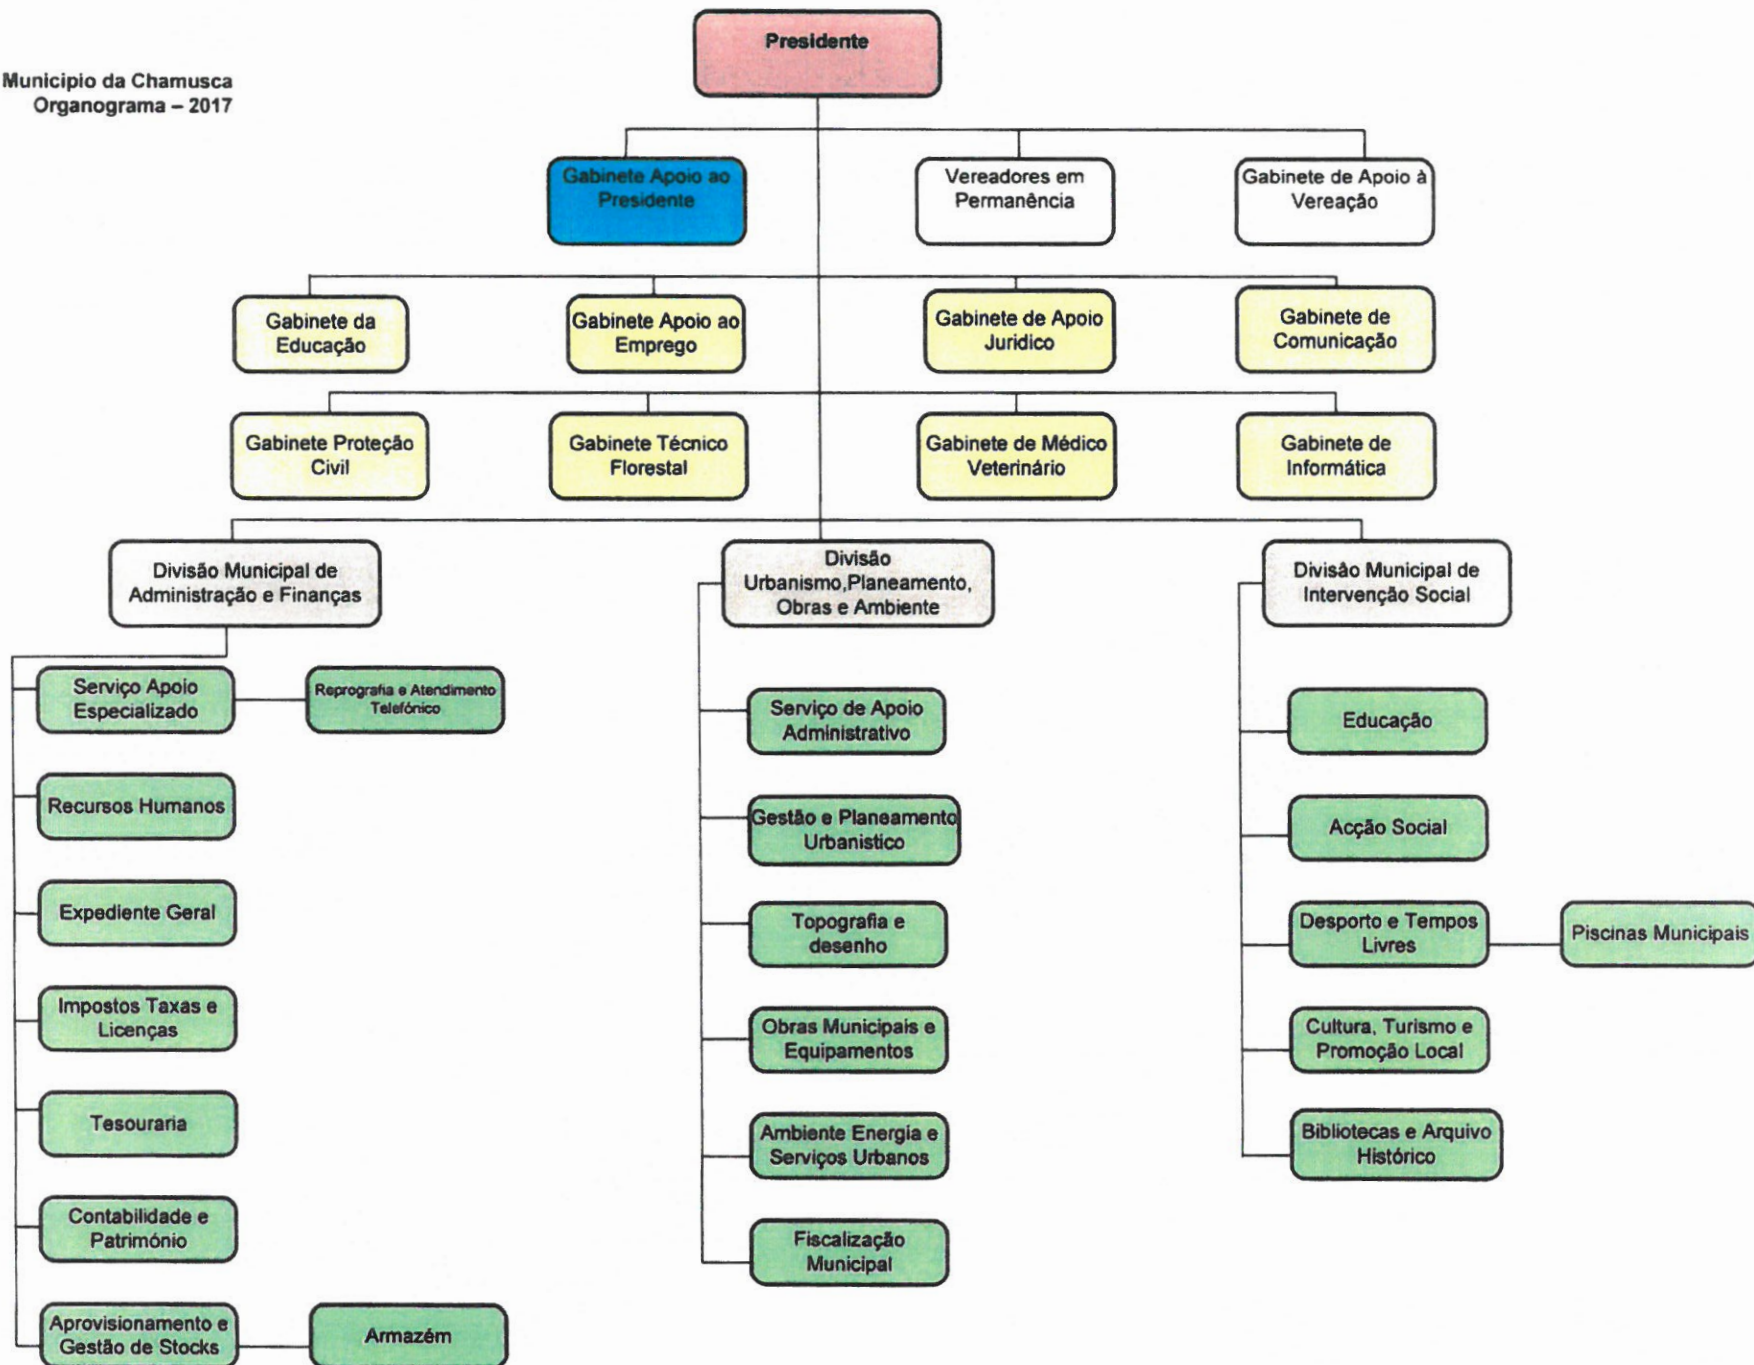 Presidente
Municipio da Chamusca
Organograma – 2017
Gabinete Apoio ao
Presidente
Vereadores em
Permanência
Gabinete de Apoio à
Vereação
Gabinete da
Educação
Gabinete Apoio ao
Emprego
Gabinete de Apoio
Juridico
Gabinete de
Comunicação
Gabinete Proteção
Civil
Gabinete Técnico
Florestal
Gabinete de Médico
Veterinário
Gabinete de
Informática
Divisão Municipal de
Administração e Finanças
Divisão
Urbanismo,Planeamento,
Obras e Ambiente
Divisão Municipal de
Intervenção Social
Serviço Apoio
Especializado
Reprografia e Atendimento
Telefónico
Recursos Humanos
Expediente Geral
Impostos Taxas e
Licenças
Tesouraria
Contabilidade e
Património
Aprovisionamento e
Gestão de Stocks
Armazém
Serviço de Apoio
Administrativo
Gestão e Planeamento
Urbanistico
Topografia e
desenho
Obras Municipais e
Equipamentos
Ambiente Energia e
Serviços Urbanos
Fiscalização
Municipal
Educação
Acção Social
Desporto e Tempos
Livres
Piscinas Municipais
Cultura, Turismo e
Promoção Local
Bibliotecas e Arquivo
Histórico